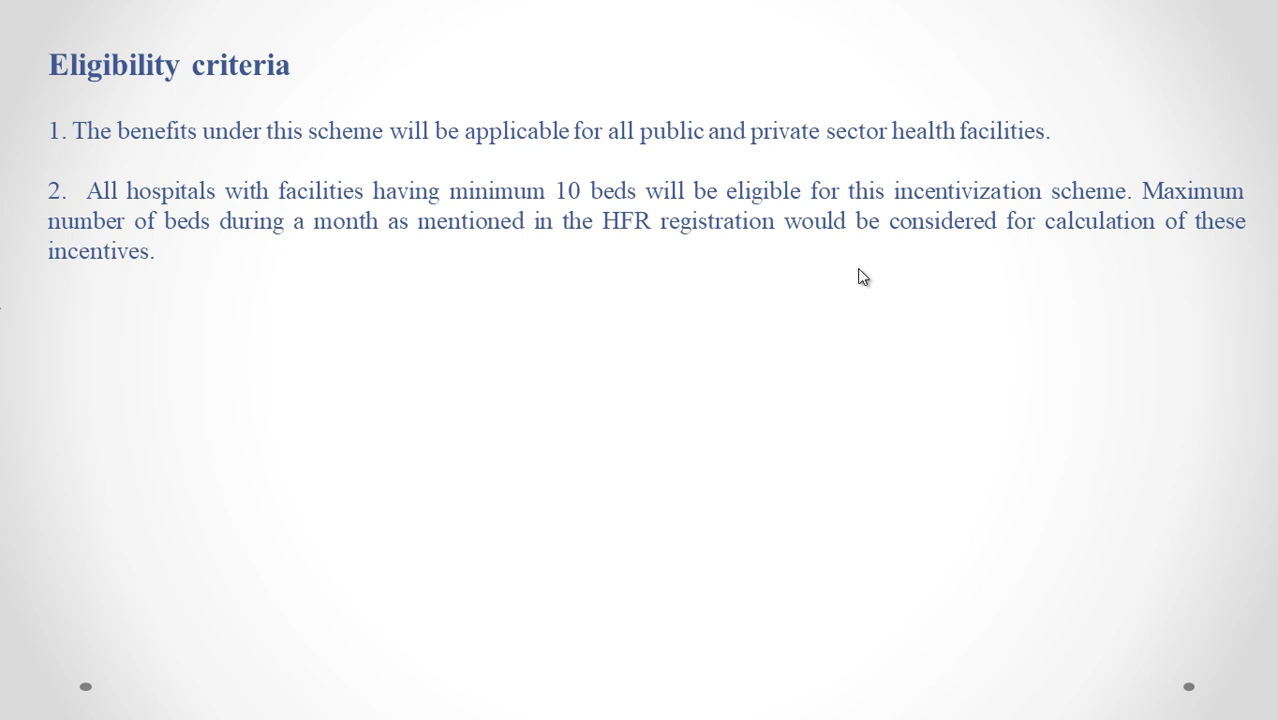 Eligibility criteria
1. The benefits under this scheme will be applicable for all public and private sector health facilities.
2. All hospitals with facilities having minimum 10 beds will be eligible for this incentivization scheme. Maximum
number of beds during a month as mentioned in the HFR registration would be considered for calculation of these
incentives.